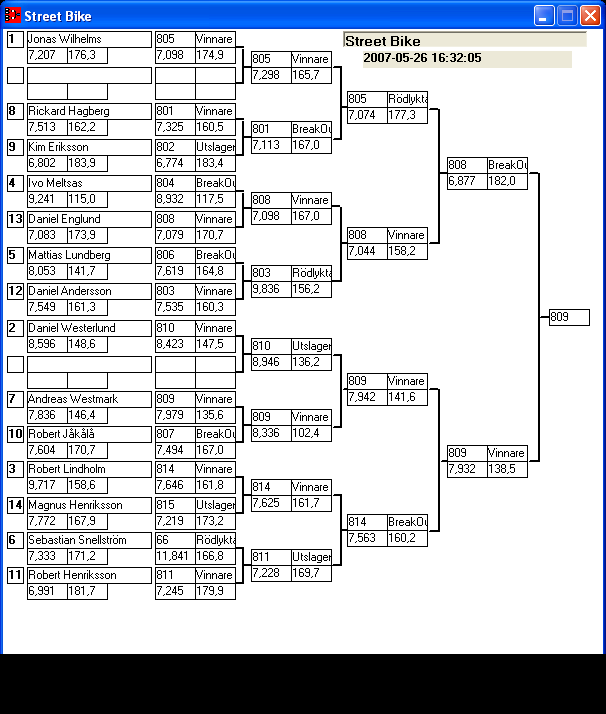 Street Bike
Street Bike
2007-05-26 16:32:05
1 Jonas Wilhelms 805 Vinnare
7,207 176,3 7,098 174,9
805 Vinnare
7,298 165,7
8 Rickard Hagberg 801 Vinnare
7,513 162,2 7,325 160,5
805 Rödlykta
7,074 177,3
801 BreakOu
7,113 167,0
9 Kim Eriksson 802 Utslagen
6,802 183,9 6,774 183,4
808 BreakOu
6,877 182,0
4 Ivo Meltsas 804 BreakOu
9,241 115,0 8,932 117,5
808 Vinnare
7,098 167,0
13 Daniel Englund 808 Vinnare
7,083 173,9 7,079 170,7
808 Vinnare
7,044 158,2
5 Mattias Lundberg 806 BreakOu
8,053 141,7 7,619 164,8
803 Rödlykta
9,836 156,2
12 Daniel Andersson 803 Vinnare
7,549 161,3 7,535 160,3
809
2 Daniel Westerlund 810 Vinnare
8,596 148,6 8,423 147,5
810 Utslagen
8,946 136,2
809 Vinnare
7,942 141,6
7 Andreas Westmark 809 Vinnare
7,836 146,4 7,979 135,6
809 Vinnare
8,336 102,4
10 Robert Jåkålå 807 BreakOu
7,604 170,7 7,494 167,0
809 Vinnare
7,932 138,5
3 Robert Lindholm 814 Vinnare
9,717 158,6 7,646 161,8
814 Vinnare
7,625 161,7
14 Magnus Henriksson 815 Utslagen
7,772 167,9 7,219 173,2
814 BreakOu
7,563 160,2
6 Sebastian Snellström 66 Rödlykta
7,333 171,2 11,841 166,8
811 Utslagen
7,228 169,7
11 Robert Henriksson 811 Vinnare
6,991 181,7 7,245 179,9